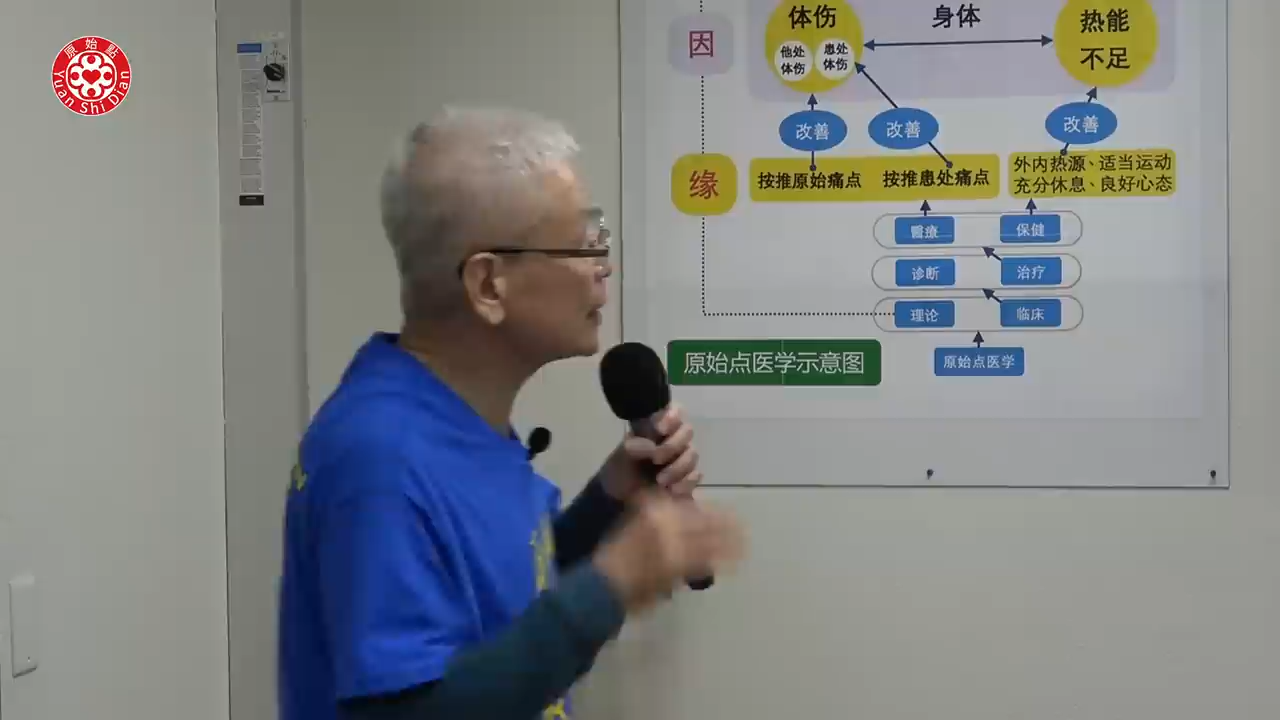 原始點
Yuan Shi Dian
因
体伤
他处
体伤
患处
体伤
身体
热能
不足
改善
改善
改善
缘
按推原始痛点
按推患处痛点
外内热源、适当运动
充分休息、良好心态
醫療
保健
诊断
治疗
理论
临床
原始点医学示意图
原始点医学